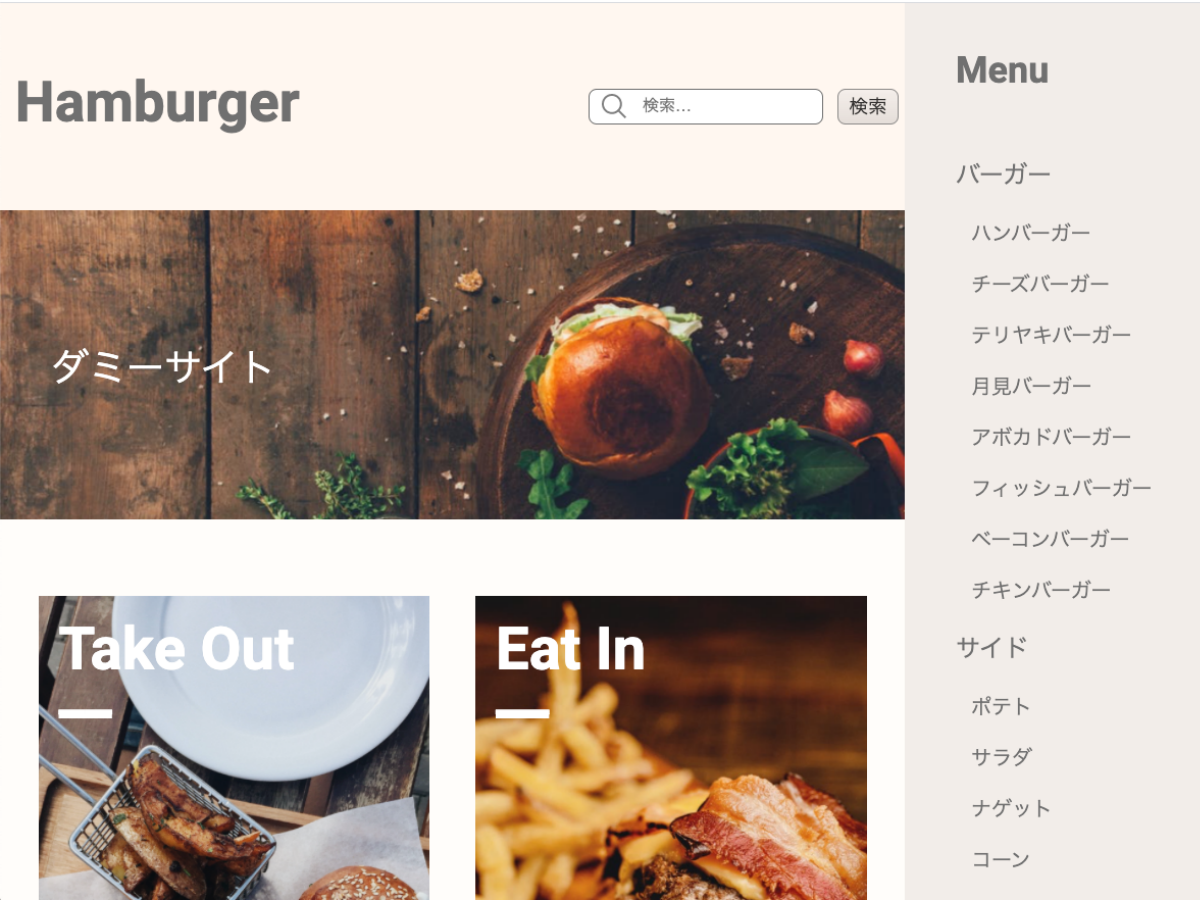 Hamburger
検索...
検索
ダミーサイト
Take Out
Eat In
Menu
バーガー
ハンバーガー
チーズバーガー
テリヤキバーガー
月見バーガー
アボカドバーガー
フィッシュバーガー
ベーコンバーガー
チキンバーガー
サイド
ポテト
サラダ
ナゲット
コーン